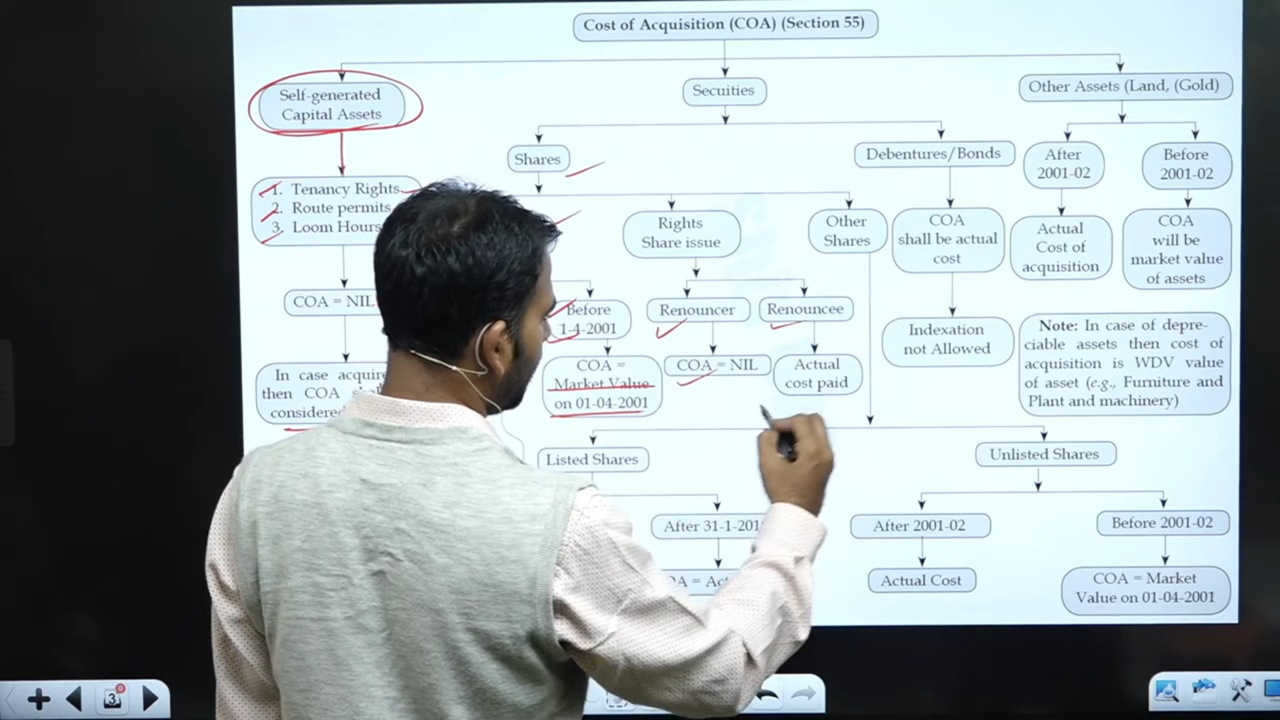 Cost of Acquisition (COA) (Section 55)
Self-generated
Capital Assets
Secuities
Other Assets (Land, (Gold)
Shares
Debentures/Bonds
After
2001-02
Before
2001-02
1. Tenancy Rights
2. Route permits
3. Loom Hours
Rights
Share issue
Other
Shares
COA
shall be actual
cost
Actual
Cost of
acquisition
COA
will be
market value
of assets
COA = NIL
Before
1-4-2001
Renouncer
Renouncee
Indexation
not Allowed
Note: In case of depre-
ciable assets then cost of
acquisition is WDV value
of asset (e.g., Furniture and
Plant and machinery)
In case
then COA
considered
COA =
Market Value
on 01-04-2001
COA = NIL
Actual
cost paid
Listed Shares
Unlisted Shares
After 31-1-201
After 2001-02
Before 2001-02
Actual Cost
COA = Market
Value on 01-04-2001
3